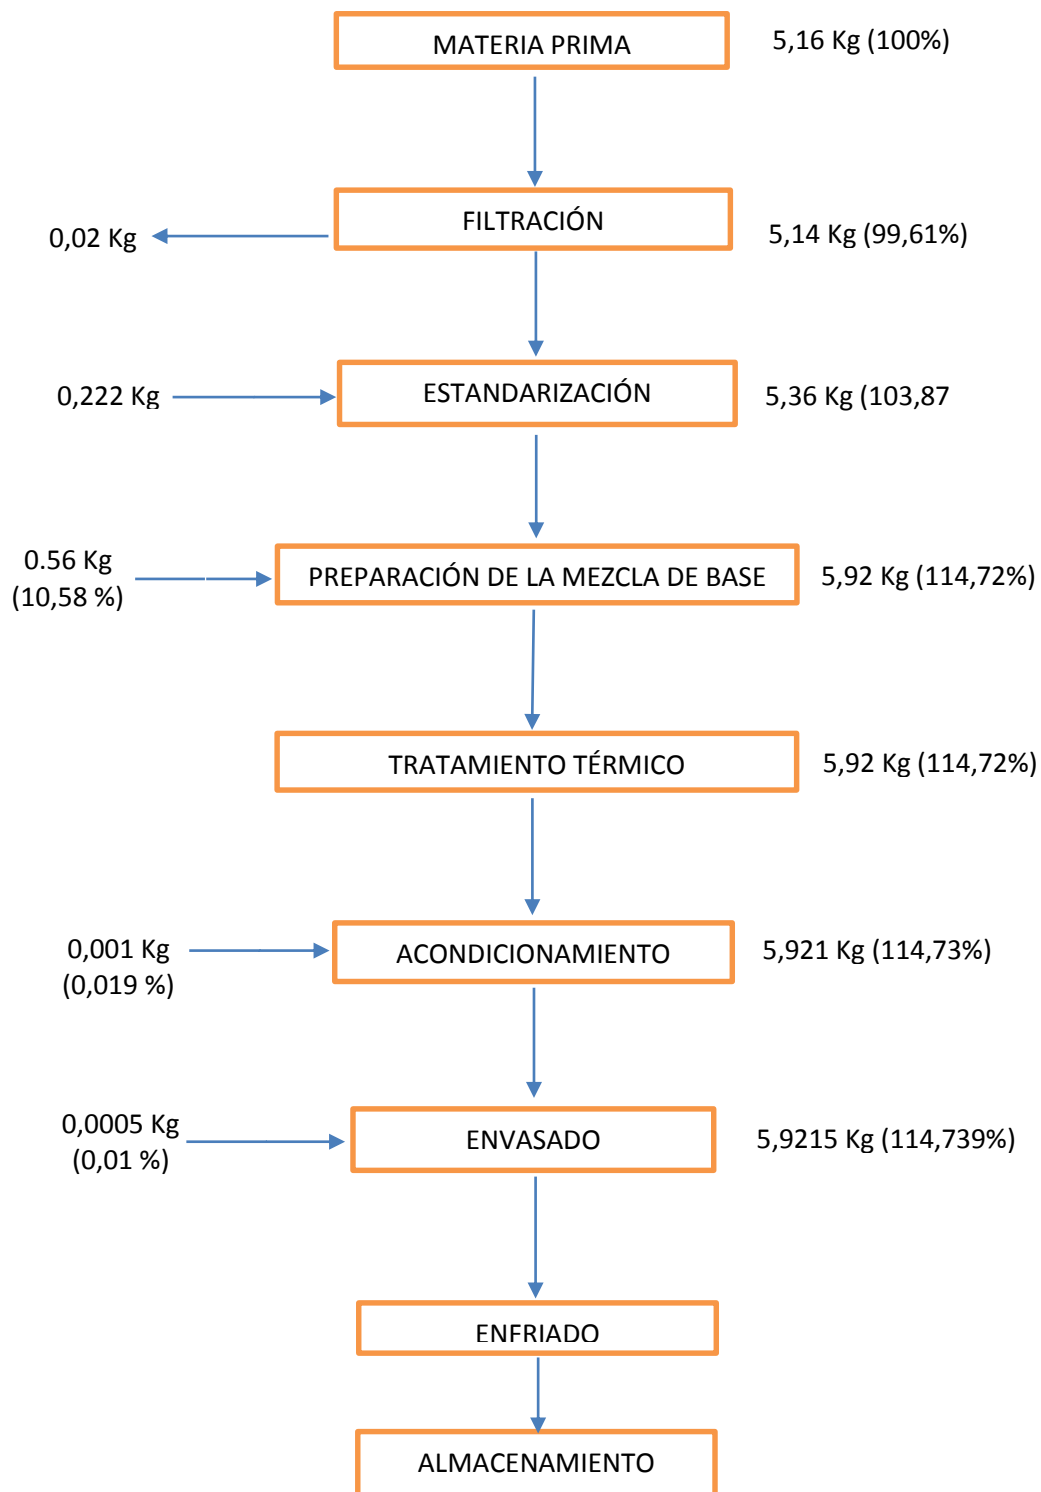 MATERIA PRIMA
5,16 Kg (100%)
FILTRACIÓN
0,02 Kg
5,14 Kg (99,61%)
ESTANDARIZACIÓN
0,222 Kg
5,36 Kg (103,87
0.56 Kg
(10,58 %)
PREPARACIÓN DE LA MEZCLA DE BASE
5,92 Kg (114,72%)
TRATAMIENTO TÉRMICO
5,92 Kg (114,72%)
0,001 Kg
(0,019 %)
ACONDICIONAMIENTO
5,921 Kg (114,73%)
0,0005 Kg
(0,01 %)
ENVASADO
5,9215 Kg (114,739%)
ENFRIADO
ALMACENAMIENTO